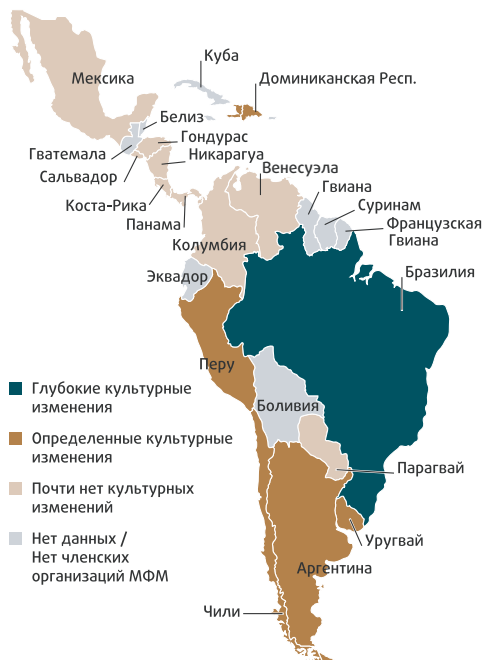 Куба
Мексика
Доминиканская Респ.
Белиз
Гондурас
Гватемала
Никарагуа
Сальвадор
Венесуэла
Гвиана
Коста-Рика
Суринам
Панама
Французская
Гвиана
Колумбия
Эквадор
Бразилия
Перу
Глубокие культурные
изменения
Боливия
Определенные культурные
изменения
Парагвай
Почти нет культурных
изменений
Нет данных /
Нет членских
организаций МФМ
Уругвай
Аргентина
Чили